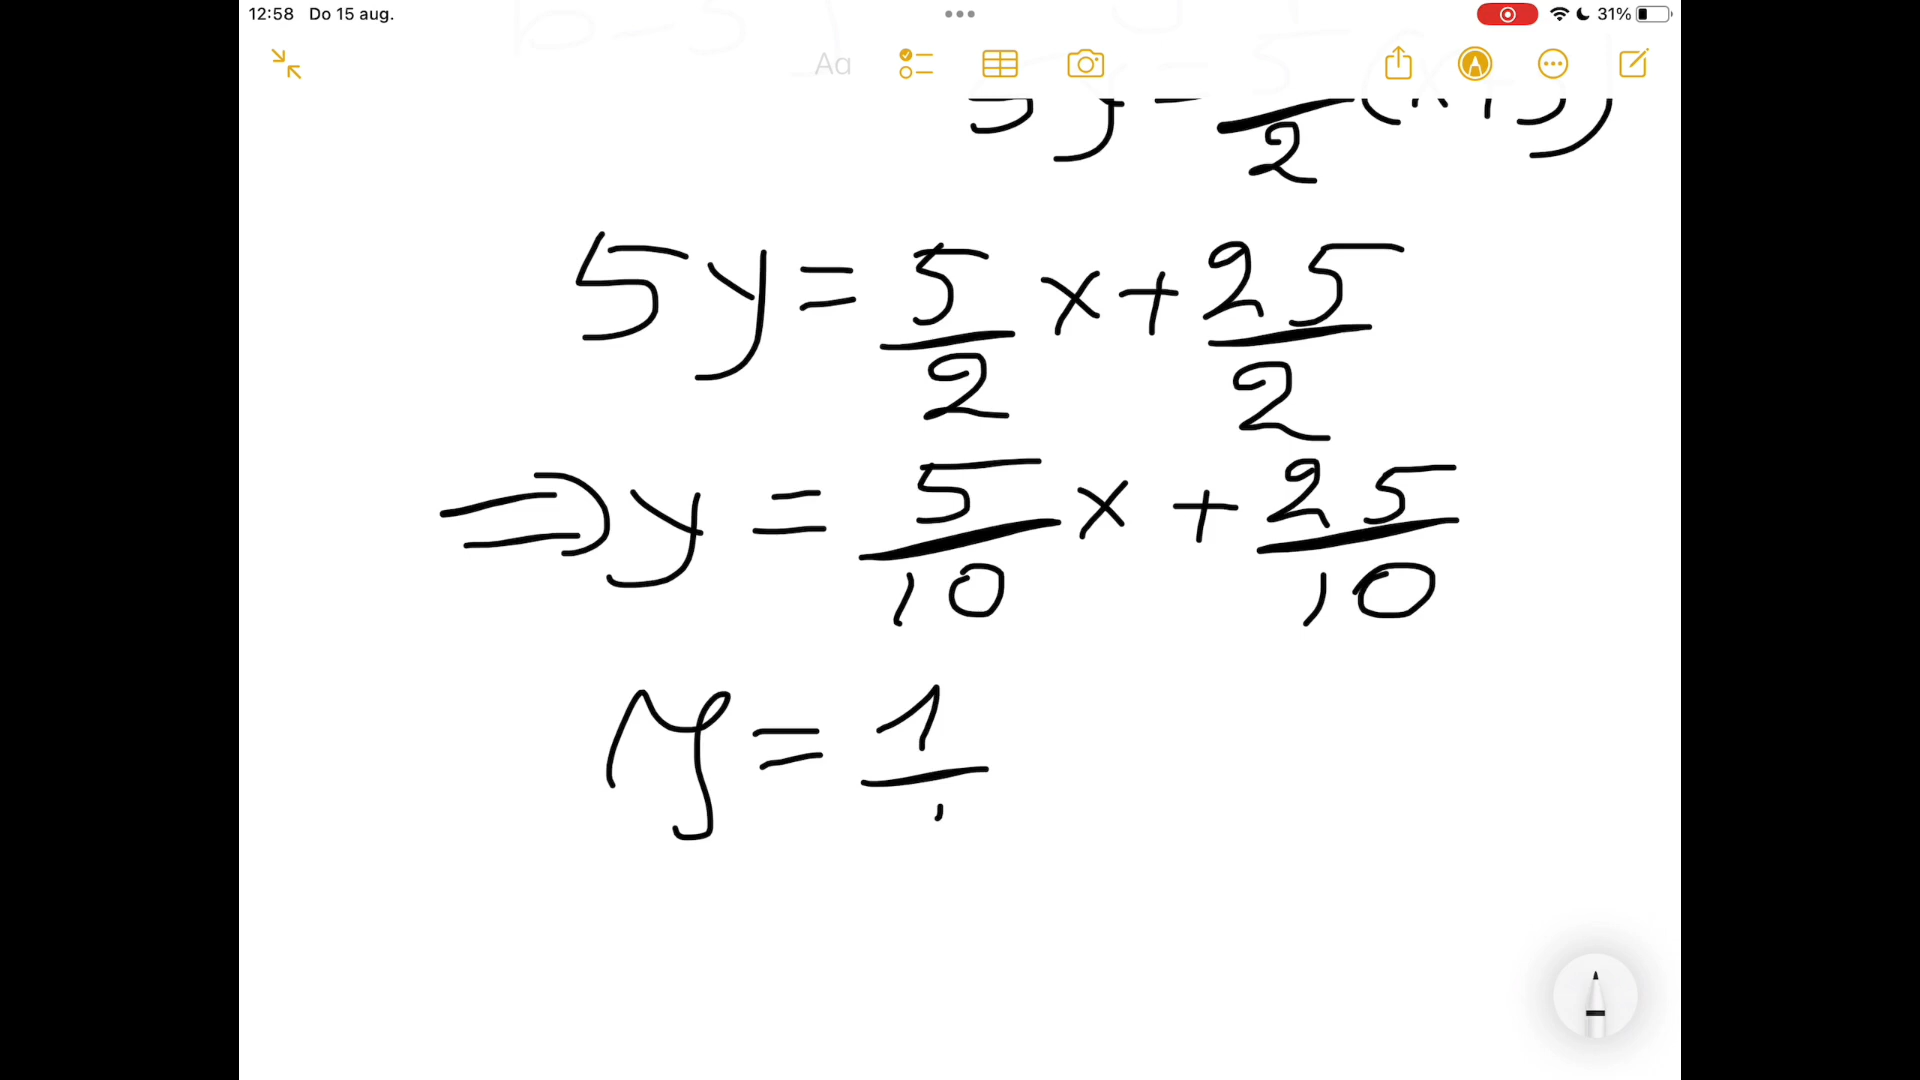 12:58 Do 15 aug. 31%
Aa
5y = 5/2 x + 25/2
⇒ y = 5/10 x + 25/10
y = 1/